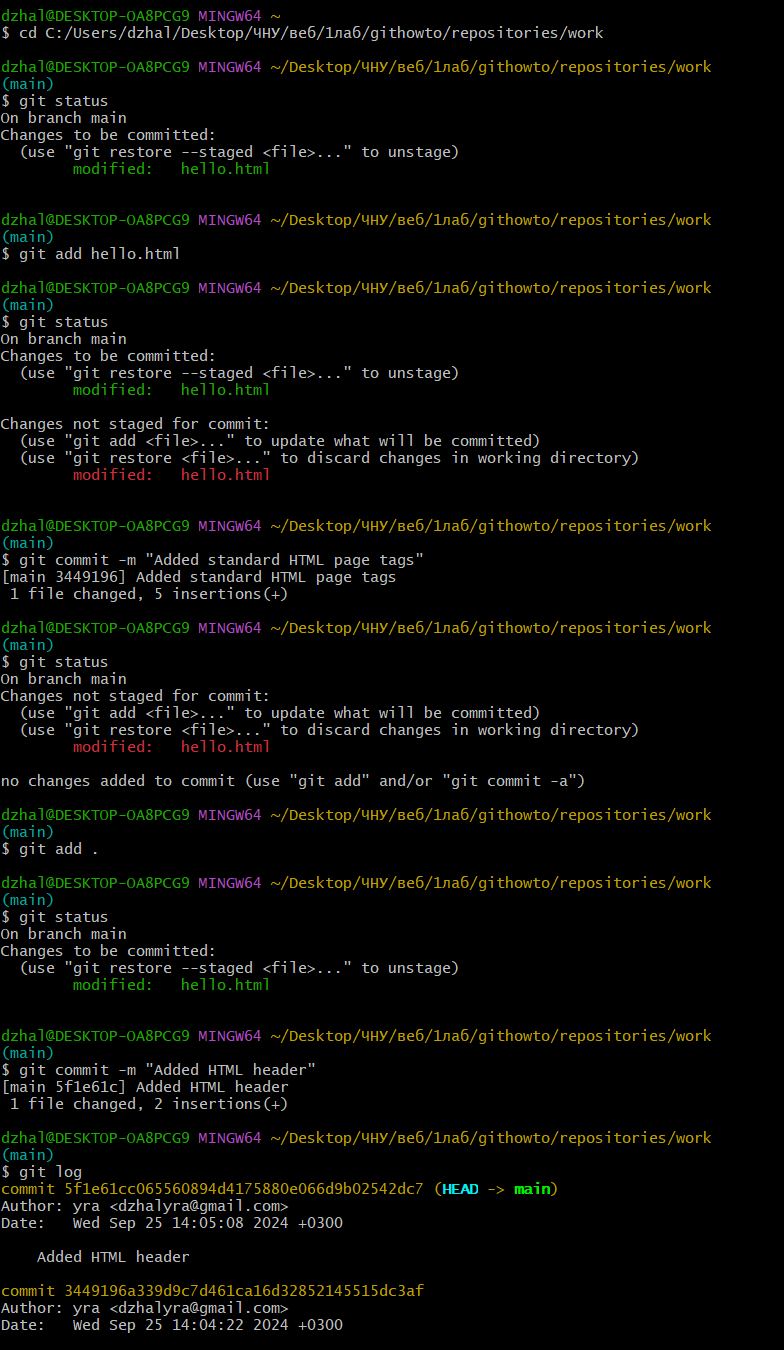 dzhal@DESKTOP-OA8PCG9 MINGW64 ~
$ cd C:/Users/dzhal/Desktop/ЧНУ/веб/1лаб/githowto/repositories/work

dzhal@DESKTOP-OA8PCG9 MINGW64 ~/Desktop/ЧНУ/веб/1лаб/githowto/repositories/work
(main)
$ git status
On branch main
Changes to be committed:
  (use "git restore --staged <file>..." to unstage)
        modified:   hello.html


dzhal@DESKTOP-OA8PCG9 MINGW64 ~/Desktop/ЧНУ/веб/1лаб/githowto/repositories/work
(main)
$ git add hello.html

dzhal@DESKTOP-OA8PCG9 MINGW64 ~/Desktop/ЧНУ/веб/1лаб/githowto/repositories/work
(main)
$ git status
On branch main
Changes to be committed:
  (use "git restore --staged <file>..." to unstage)
        modified:   hello.html

Changes not staged for commit:
  (use "git add <file>..." to update what will be committed)
  (use "git restore <file>..." to discard changes in working directory)
        modified:   hello.html


dzhal@DESKTOP-OA8PCG9 MINGW64 ~/Desktop/ЧНУ/веб/1лаб/githowto/repositories/work
(main)
$ git commit -m "Added standard HTML page tags"
[main 3449196] Added standard HTML page tags
 1 file changed, 5 insertions(+)

dzhal@DESKTOP-OA8PCG9 MINGW64 ~/Desktop/ЧНУ/веб/1лаб/githowto/repositories/work
(main)
$ git status
On branch main
Changes not staged for commit:
  (use "git add <file>..." to update what will be committed)
  (use "git restore <file>..." to discard changes in working directory)
        modified:   hello.html

no changes added to commit (use "git add" and/or "git commit -a")

dzhal@DESKTOP-OA8PCG9 MINGW64 ~/Desktop/ЧНУ/веб/1лаб/githowto/repositories/work
(main)
$ git add .

dzhal@DESKTOP-OA8PCG9 MINGW64 ~/Desktop/ЧНУ/веб/1лаб/githowto/repositories/work
(main)
$ git status
On branch main
Changes to be committed:
  (use "git restore --staged <file>..." to unstage)
        modified:   hello.html


dzhal@DESKTOP-OA8PCG9 MINGW64 ~/Desktop/ЧНУ/веб/1лаб/githowto/repositories/work
(main)
$ git commit -m "Added HTML header"
[main 5f1e61c] Added HTML header
 1 file changed, 2 insertions(+)

dzhal@DESKTOP-OA8PCG9 MINGW64 ~/Desktop/ЧНУ/веб/1лаб/githowto/repositories/work
(main)
$ git log
commit 5f1e61cc065560894d4175880e066d9b02542dc7 (HEAD -> main)
Author: yra <dzhalyra@gmail.com>
Date:   Wed Sep 25 14:05:08 2024 +0300

    Added HTML header

commit 3449196a339d9c7d461ca16d32852145515dc3af
Author: yra <dzhalyra@gmail.com>
Date:   Wed Sep 25 14:04:22 2024 +0300